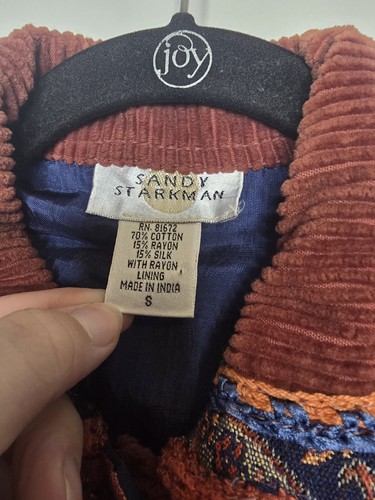 joy
SANDY
STARKMAN
RN. 81672
70% COTTON
15% RAYON
15% SILK
WITH RAYON
LINING
MADE IN INDIA
S